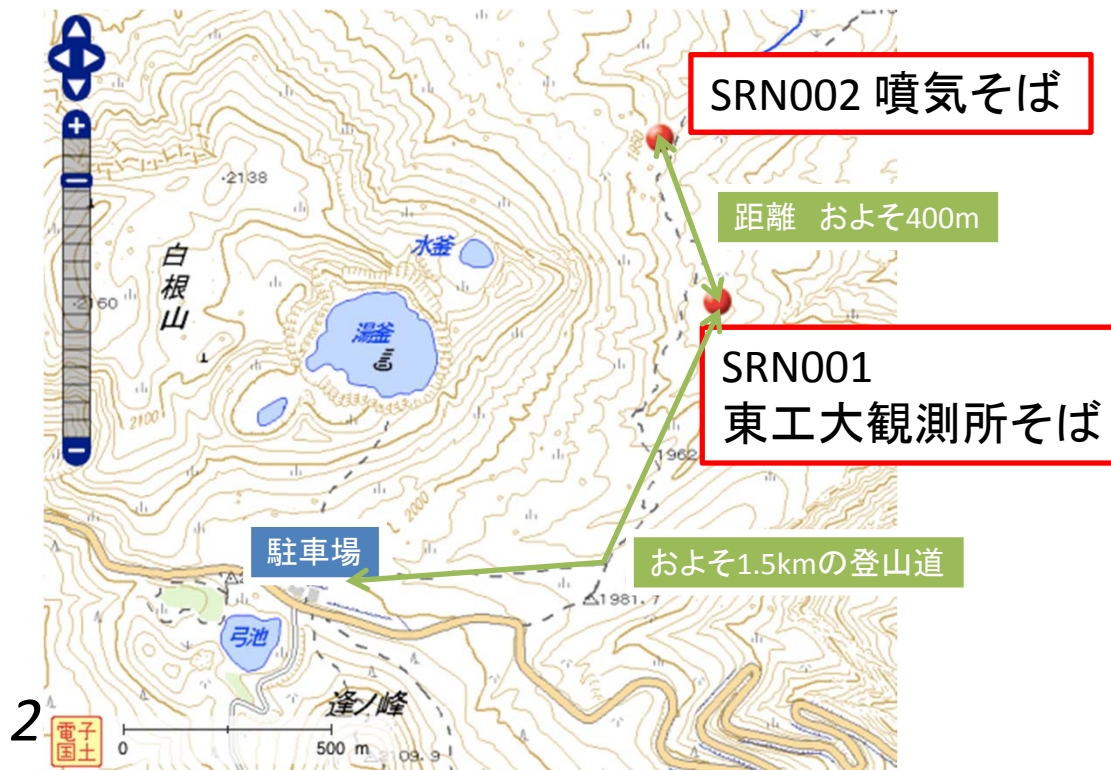 SRN002 噴気そば
1850
・2138
距離 およそ400m
水釜
白根山
・2160
湯釜
SRN001
東工大観測所そば
2100
1962
2000
駐車場
およそ1.5kmの登山道
1981.7
弓池
逢ノ峰
2
電子国土
0
500 m
2109.9